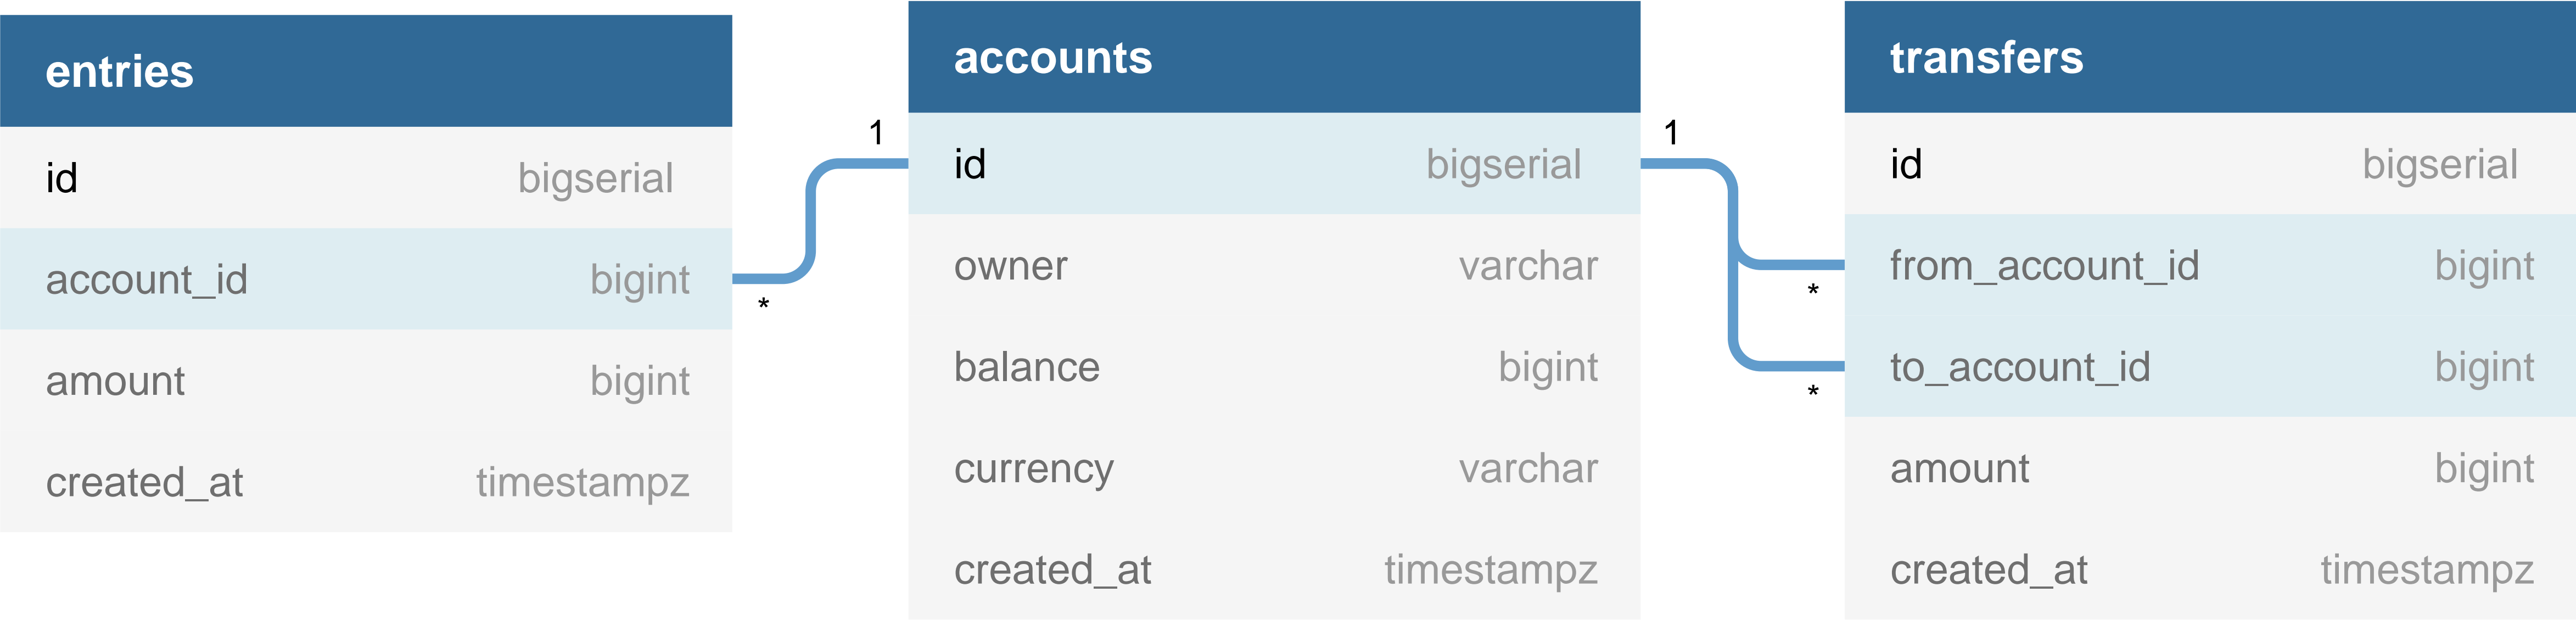 entries
id bigserial
account_id bigint
amount bigint
created_at timestampz
1
*
accounts
id bigserial
owner varchar
balance bigint
currency varchar
created_at timestampz
1
*
*
transfers
id bigserial
from_account_id bigint
to_account_id bigint
amount bigint
created_at timestampz